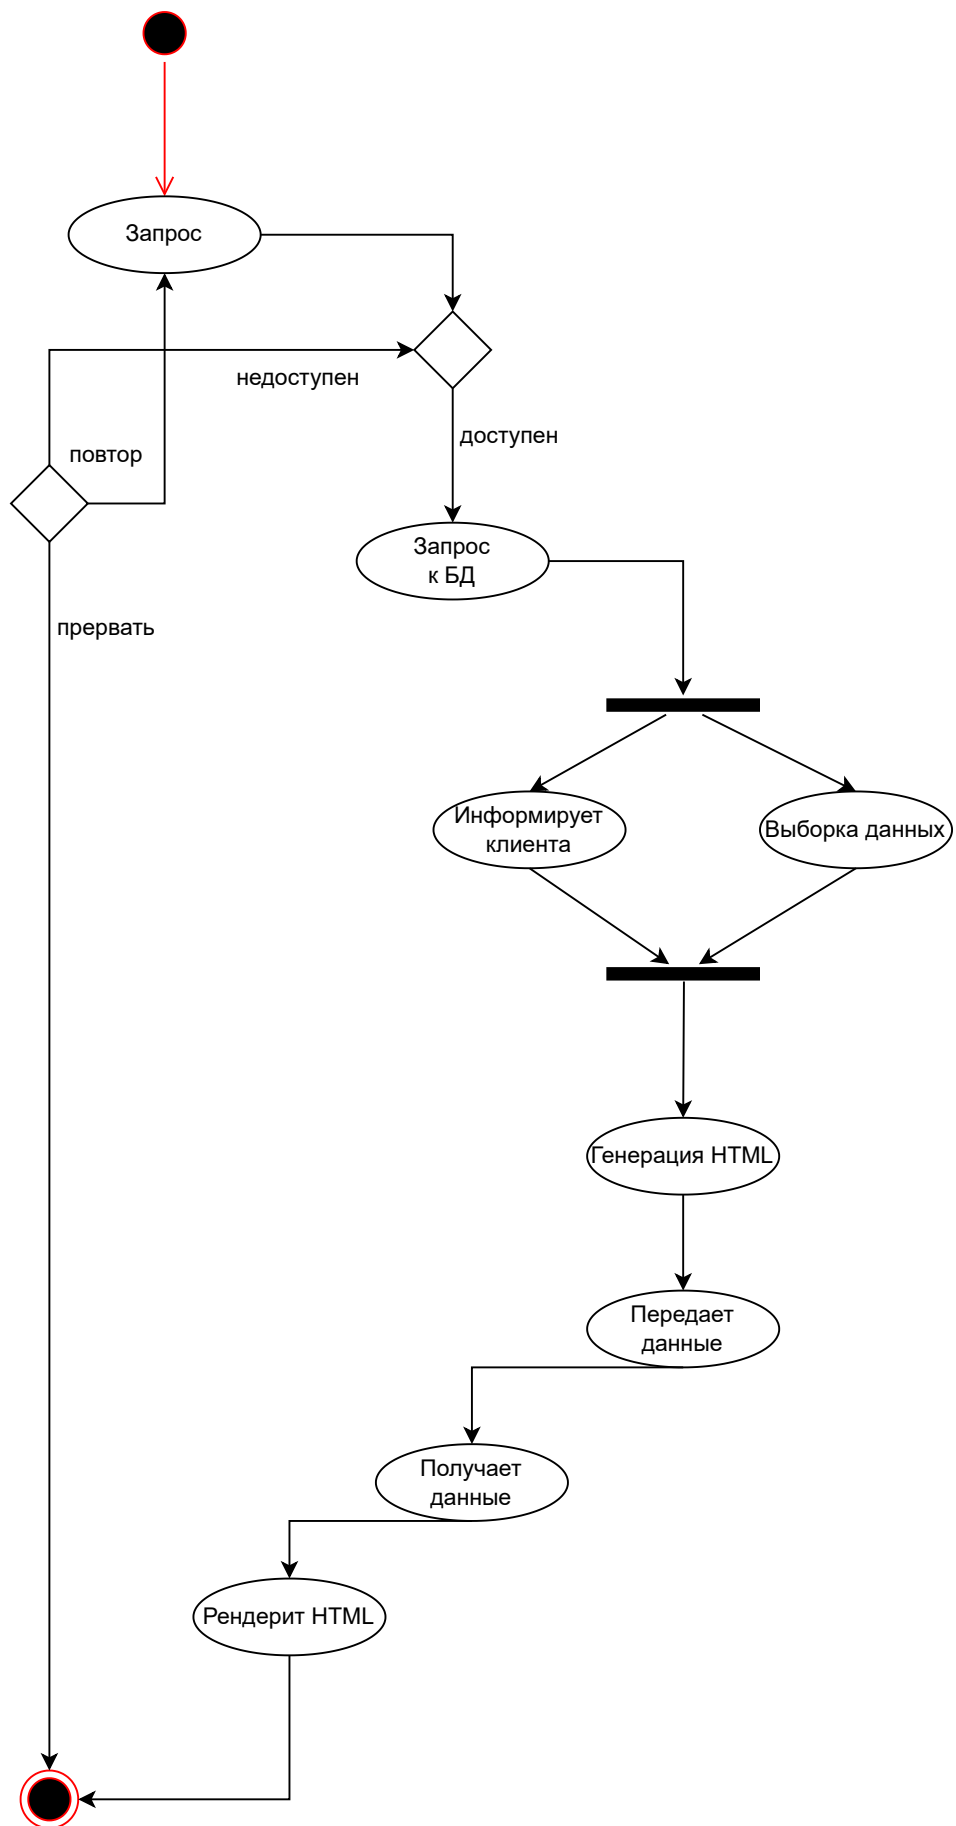 Запрос
недоступен
доступен
повтор
Запрос
к БД
прервать
Информирует
клиента
Выборка данных
Генерация HTML
Передает
данные
Получает
данные
Рендерит HTML